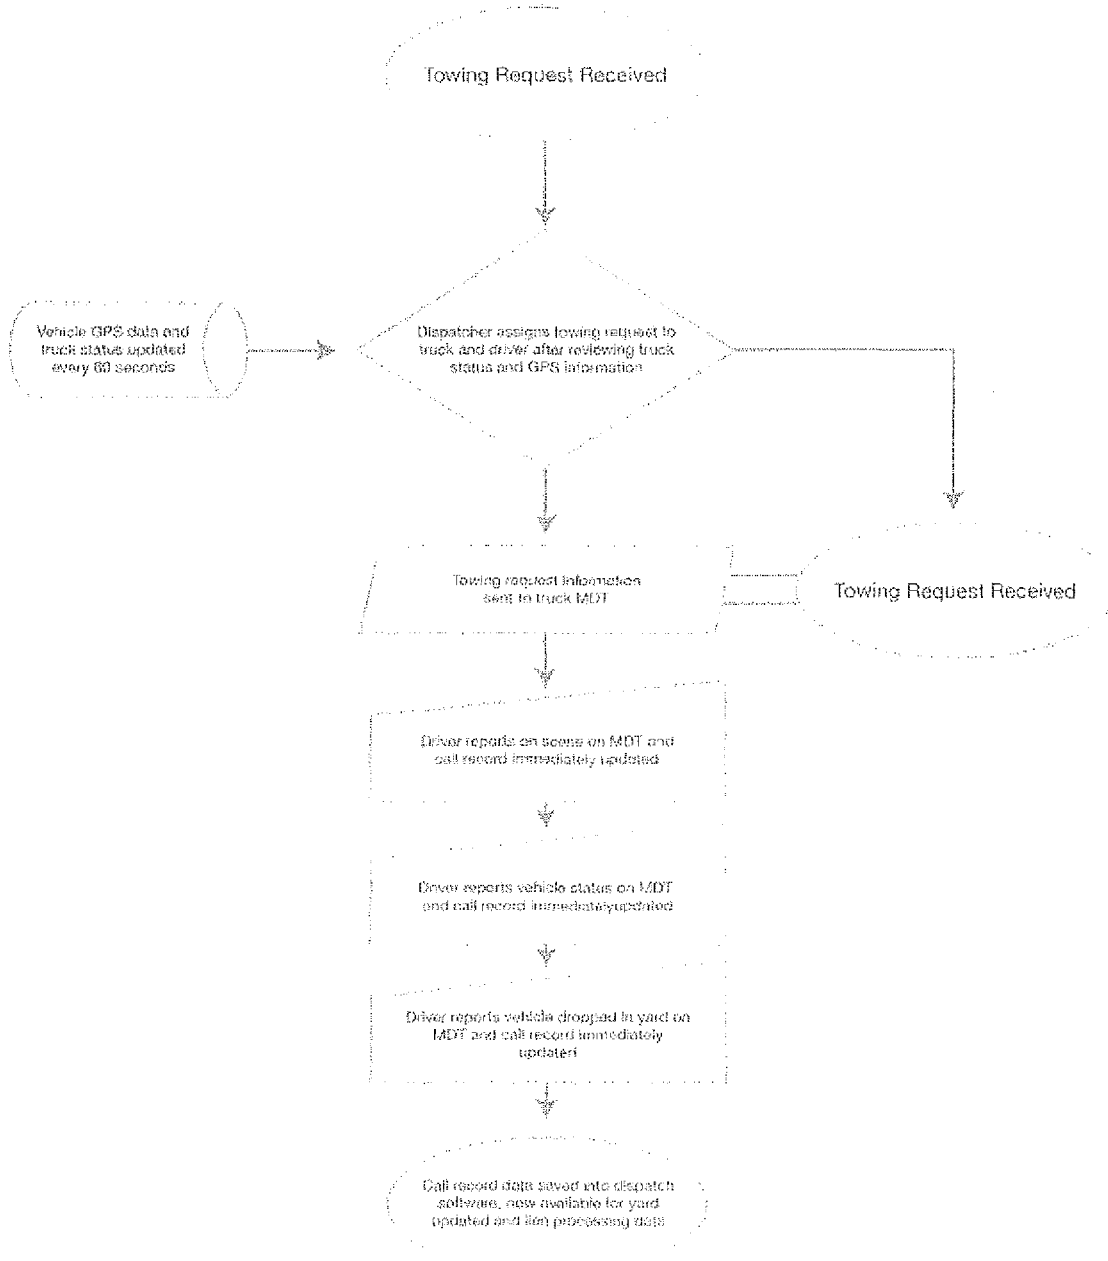 Towing Request Received
Vehicle GPS data and
truck status updated
every 60 seconds
Dispatcher assigns towing request to
truck and driver after reviewing truck
status and GPS information
Towing request information
sent to truck MDT
Towing Request Received
Driver reports on scene on MDT and
call record immediately updated
Driver reports vehicle status on MDT
and call record immediatelyupdated
Driver reports vehicle dropped in yard on
MDT and call record immediately
updated
Call record data saved into dispatch
software, now available for yard
updated and lien processing data